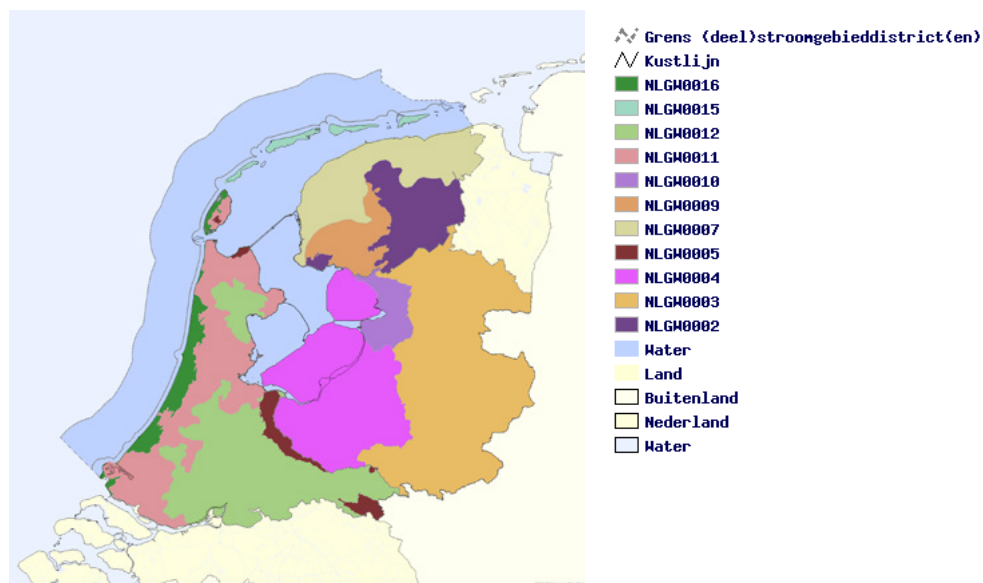 Grens (deel)stroomgebieddistrict(en)
Kustlijn
NLGW0016
NLGW0015
NLGW0012
NLGW0011
NLGW0010
NLGW0009
NLGW0007
NLGW0005
NLGW0004
NLGW0003
NLGW0002
Water
Land
Buitenland
Nederland
Water